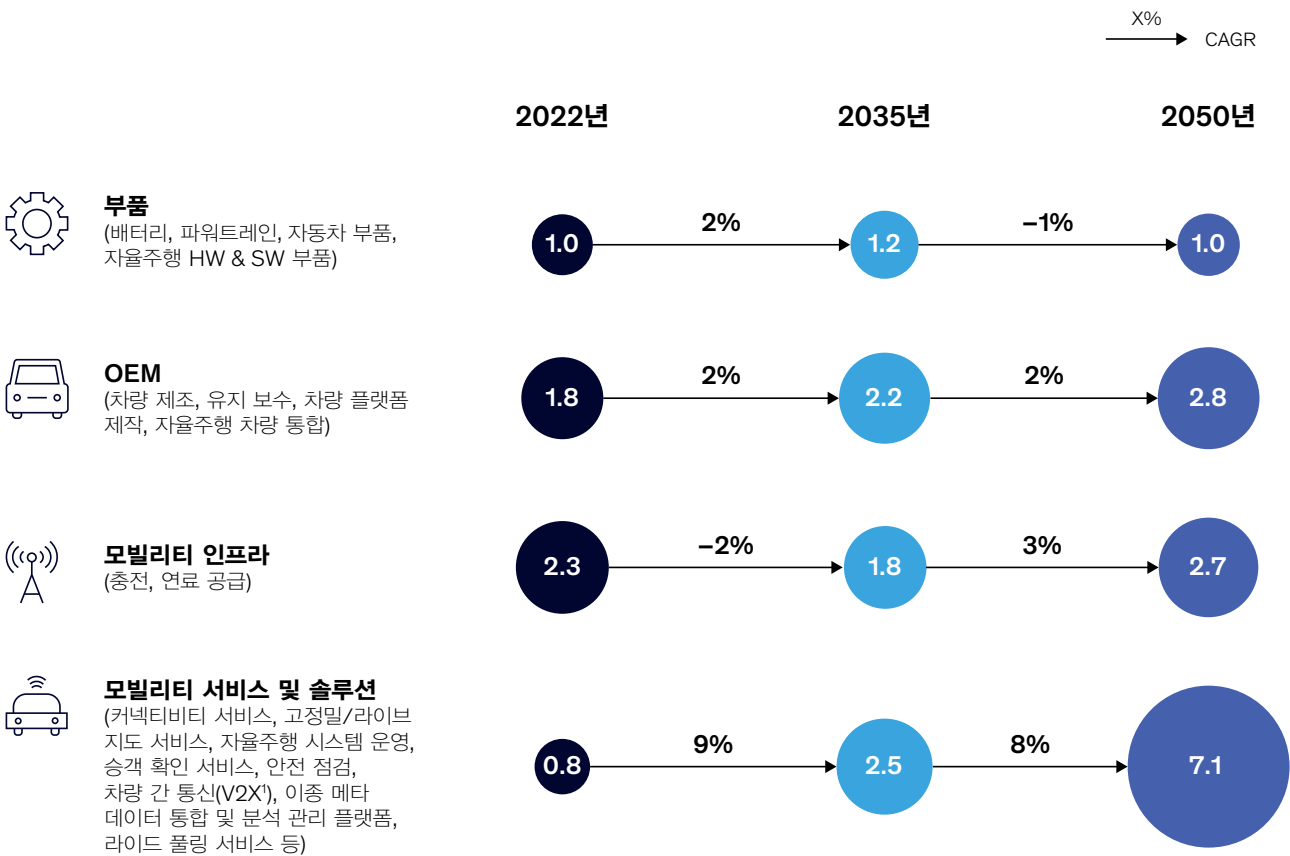 X%
CAGR
2022년
2035년
2050년
부품
(배터리, 파워트레인, 자동차 부품,
자율주행 HW & SW 부품)
1.0
2%
1.2
–1%
1.0
OEM
(차량 제조, 유지 보수, 차량 플랫폼
제작, 자율주행 차량 통합)
1.8
2%
2.2
2%
2.8
모빌리티 인프라
(충전, 연료 공급)
2.3
–2%
1.8
3%
2.7
모빌리티 서비스 및 솔루션
(커넥티비티 서비스, 고정밀/라이브
지도 서비스, 자율주행 시스템 운영,
승객 확인 서비스, 안전 점검,
차량 간 통신(V2X¹), 이종 메타
데이터 통합 및 분석 관리 플랫폼,
라이드 풀링 서비스 등)
0.8
9%
2.5
8%
7.1